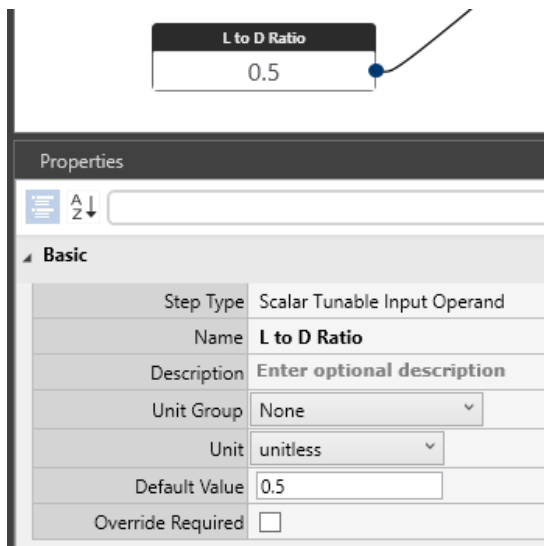 L to D Ratio
0.5
Properties
A
Z
Basic
Step Type Scalar Tunable Input Operand
Name L to D Ratio
Description Enter optional description
Unit Group None
Unit unitless
Default Value 0.5
Override Required